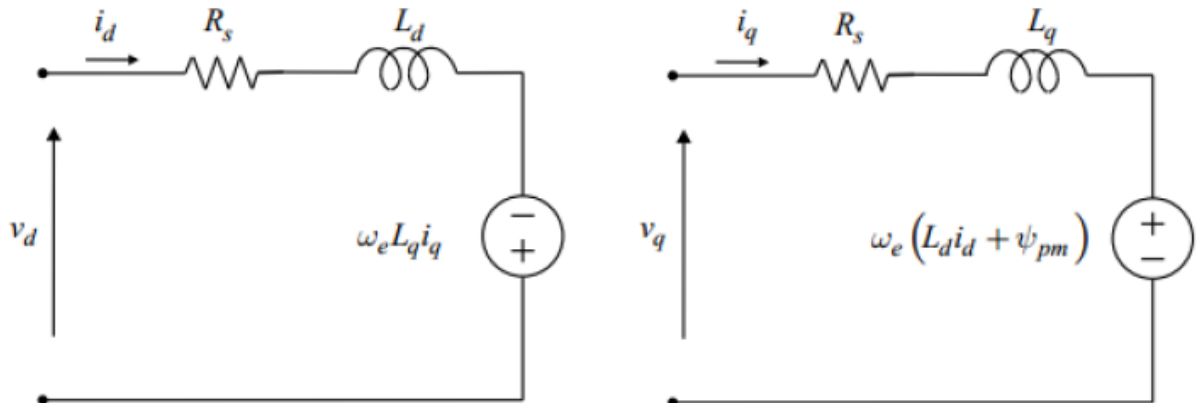 i_d R_s L_d
v_d
ω_e L_q i_q
−
+
i_q R_s L_q
v_q
ω_e (L_d i_d + ψ_pm)
+
−